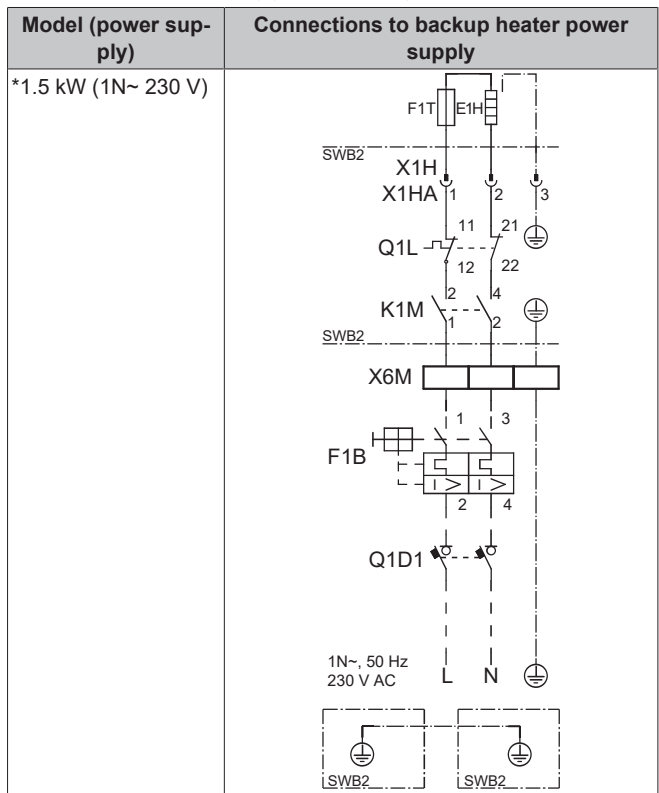 Model (power sup-
ply)
Connections to backup heater power
supply
*1.5 kW (1N~ 230 V)
F1T E1H
SWB2
X1H
X1HA 1 2 3
11 21
Q1L
12 22
2 4
K1M
1 2
SWB2
X6M
1 3
F1B
I > I >
2 4
Q1D1
1N~, 50 Hz
230 V AC
L N
SWB2 SWB2